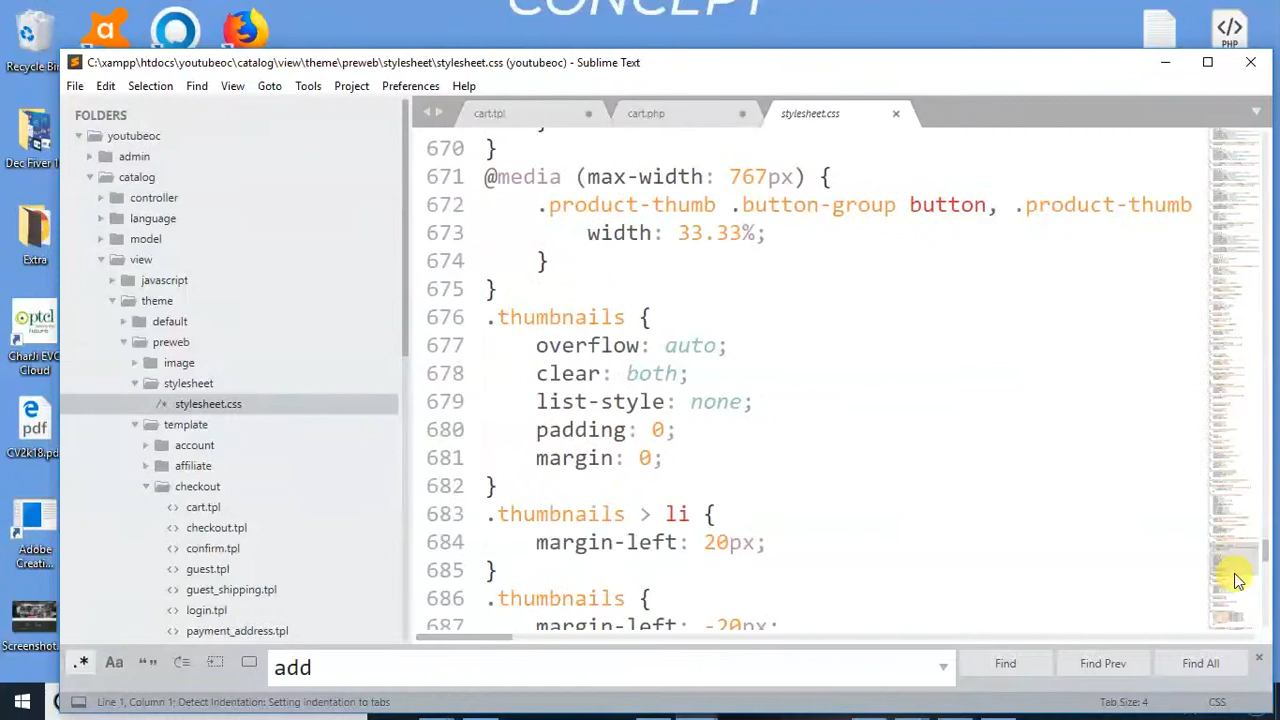 CONCEPT
Recycle Bin
PHP
C:\xampp\htdocs\youtubeoc\catalog\view\theme\preweb\stylesheet\stylesheet.css (youtubeoc) - Sublime Text
File Edit Selection Find View Goto Tools Project Preferences Help
FOLDERS
cart.tpl
cart.php
stylesheet.css
youtubeoc
admin
catalog
controller
language
model
view
javascript
theme
default
preweb
image
stylesheet
stylesheet.css
template
account
affiliate
checkout
cart.tpl
checkout.tpl
confirm.tpl
guest.tpl
guest_shipping.tpl
login.tpl
payment_address.tpl
670 }
671 @media (max-width: 767px) {
672 .product-thumb .button-group button, .product-thumb
673 width: 33.33%;
674 }
675 }
676 .thumbnails {
677 overflow: auto;
678 clear: both;
679 list-style: none;
680 padding: 0;
681 margin: 0;
682 }
683 .thumbnails li {
684 margin-left: 20px;
685 }
686 .thumbnails {
687 margin-left: -20px;
Dec Fiver
Extra
optel
CharJi EVO
Cloud
pdf
CV2k18.pdf
Adobe
Creati...
Screenshot
.* Aa “” add Find Find Prev Find All
Line 1, Column 1; Detect Indentation: Setting indentation to tabs
Tab Size: 4
CSS